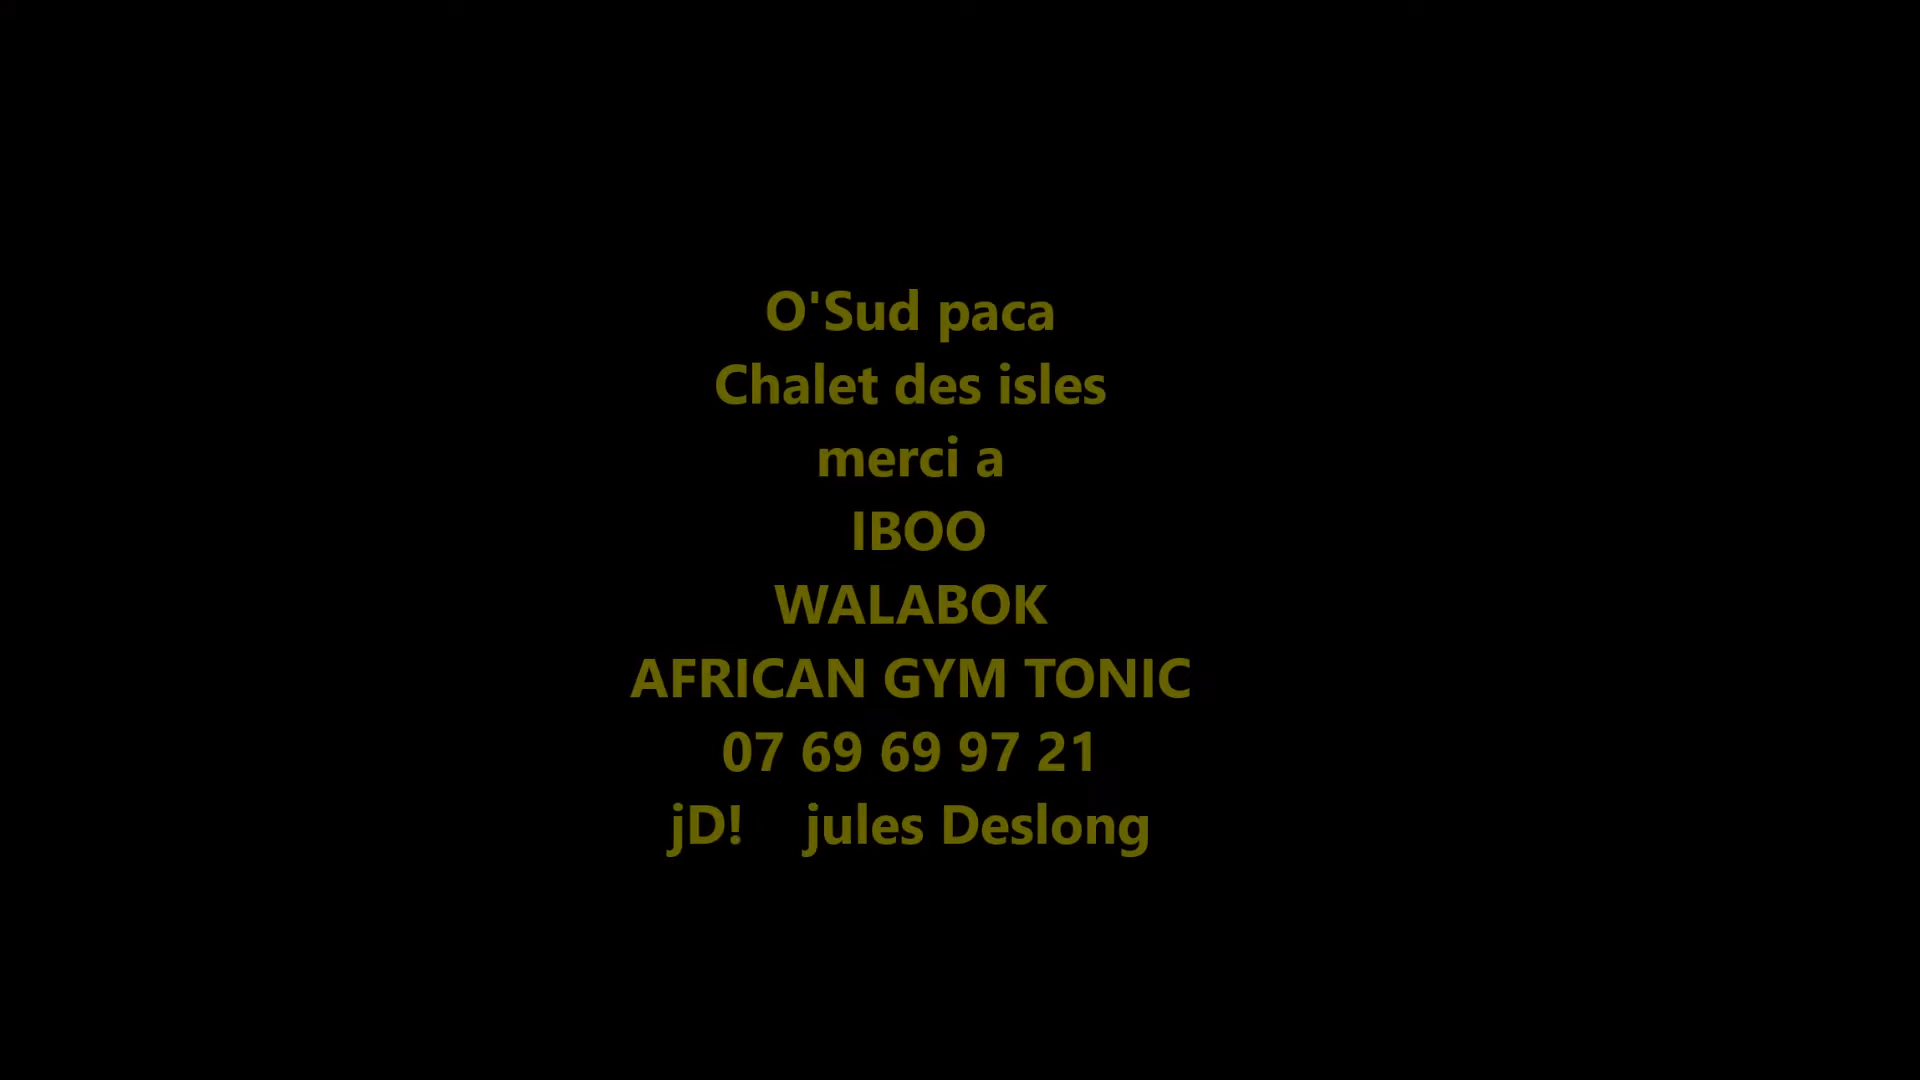 O'Sud paca
Chalet des isles
merci a
IBOO
WALABOK
AFRICAN GYM TONIC
07 69 69 97 21
jD! jules Deslong